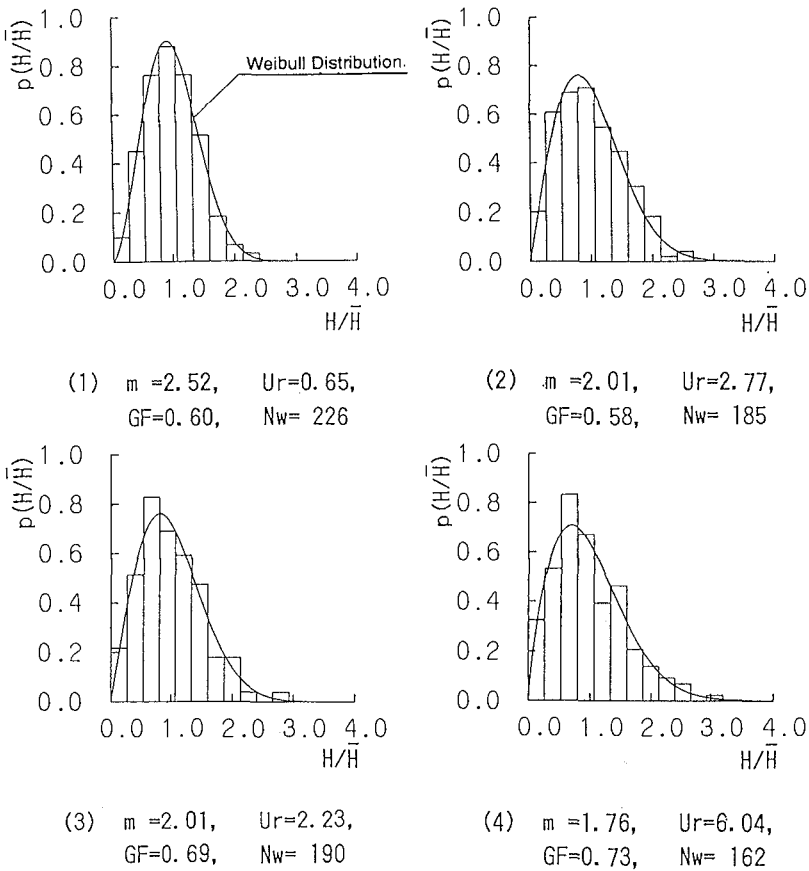 p(H/H̄)
1.0
0.8
0.6
0.4
0.2
0.0
Weibull Distribution.
0.0 1.0 2.0 3.0 4.0
H/H̄
(1) m =2.52, Ur=0.65,
GF=0.60, Nw= 226
p(H/H̄)
1.0
0.8
0.6
0.4
0.2
0.0
0.0 1.0 2.0 3.0 4.0
H/H̄
(2) m =2.01, Ur=2.77,
GF=0.58, Nw= 185
p(H/H̄)
1.0
0.8
0.6
0.4
0.2
0.0
0.0 1.0 2.0 3.0 4.0
H/H̄
(3) m =2.01, Ur=2.23,
GF=0.69, Nw= 190
p(H/H̄)
1.0
0.8
0.6
0.4
0.2
0.0
0.0 1.0 2.0 3.0 4.0
H/H̄
(4) m =1.76, Ur=6.04,
GF=0.73, Nw= 162